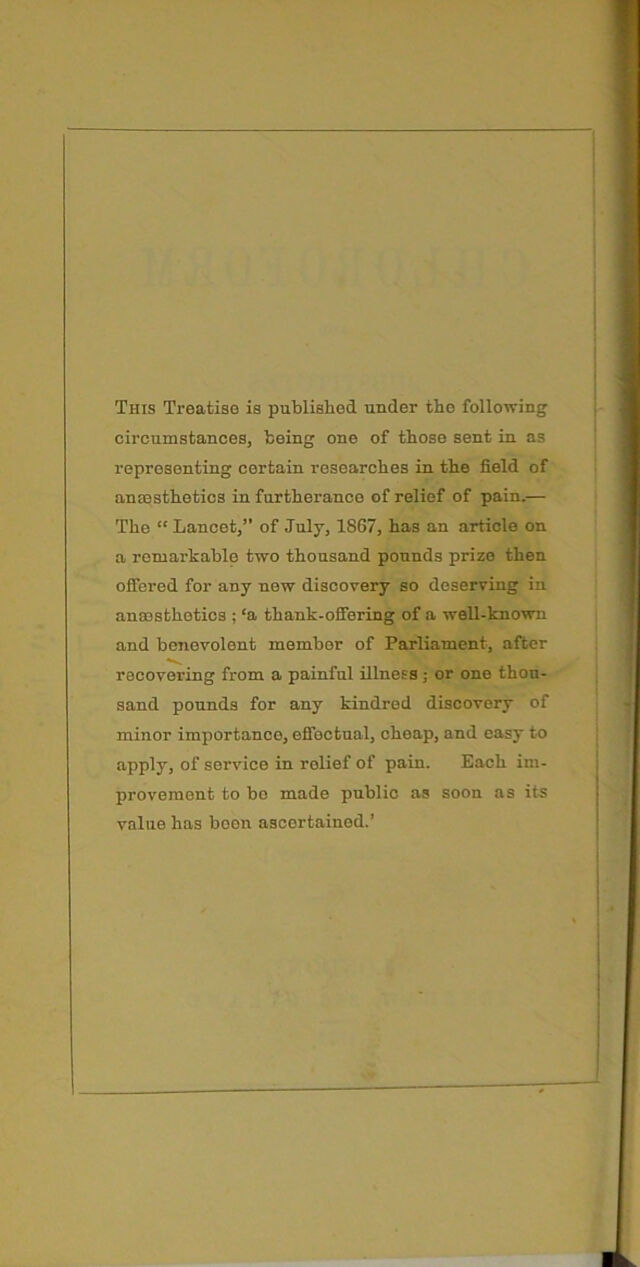 THIS Treatise is published under the following
circumstances, being one of those sent in as
representing certain researches in the field of
anæsthetics in furtherance of relief of pain.—
The “ Lancet,” of July, 1867, has an article on
a remarkable two thousand pounds prize then
offered for any new discovery so deserving in
anæsthetics ; ‘a thank-offering of a well-known
and benevolent member of Parliament, after
recovering from a painful illness ; or one thou-
sand pounds for any kindred discovery of
minor importance, effectual, cheap, and easy to
apply, of service in relief of pain. Each im-
provement to be made public as soon as its
value has been ascertained.’